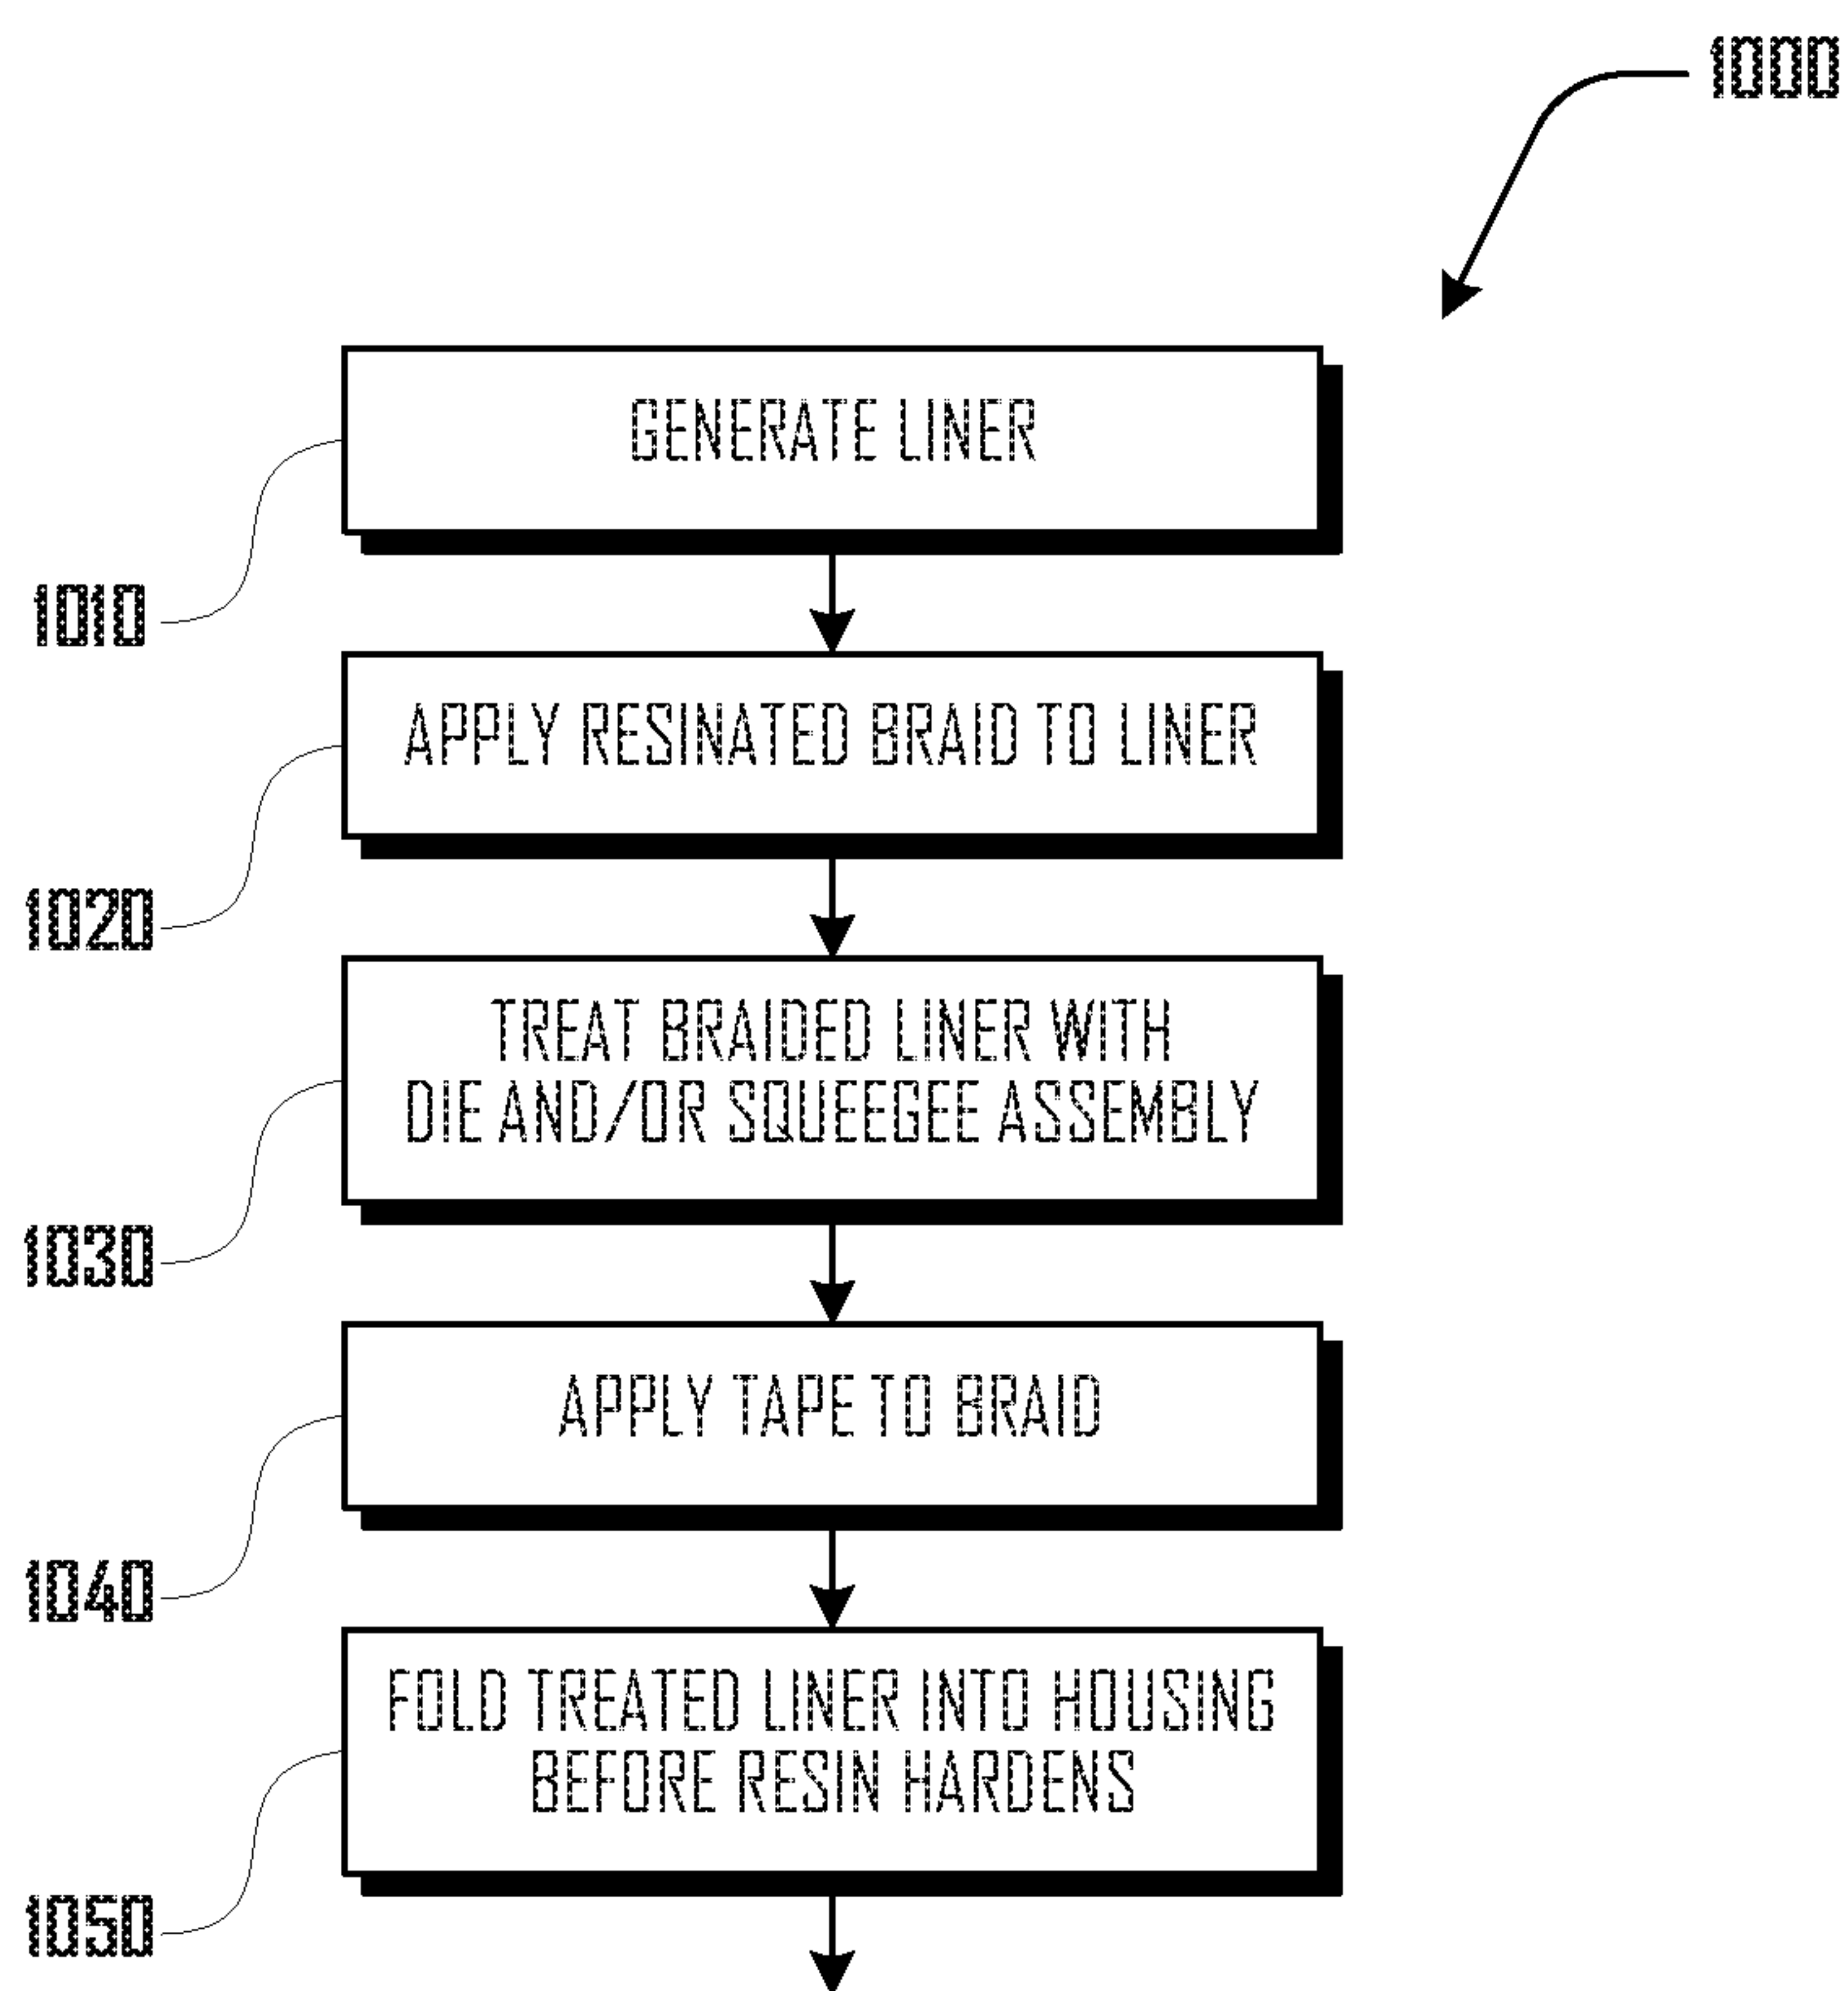 1000
GENERATE LINER
1010
APPLY RESINATED BRAID TO LINER
1020
TREAT BRAIDED LINER WITH
DIE AND/OR SQUEEGEE ASSEMBLY
1030
APPLY TAPE TO BRAID
1040
FOLD TREATED LINER INTO HOUSING
BEFORE RESIN HARDENS
1050